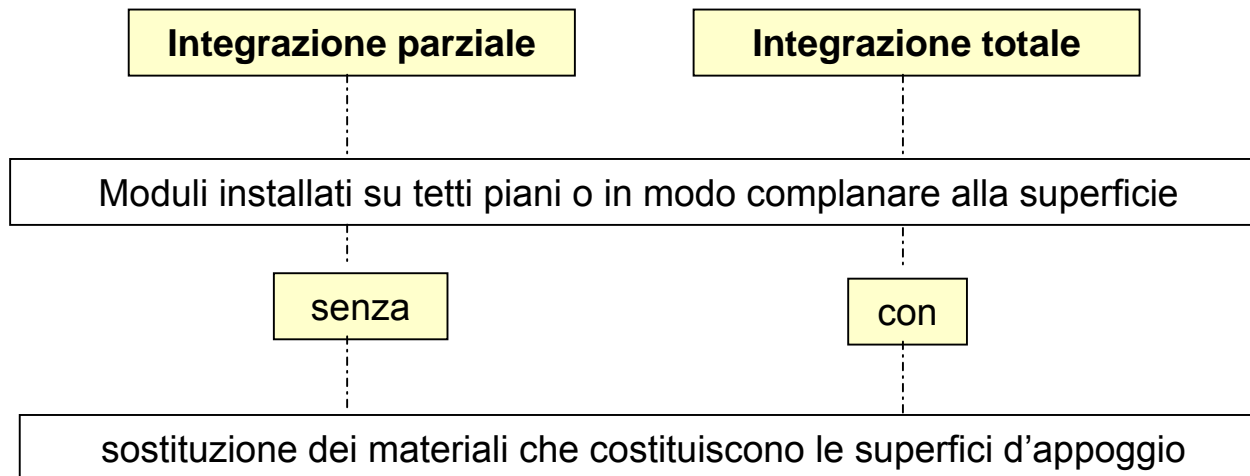 Integrazione parziale
Integrazione totale
Moduli installati su tetti piani o in modo complanare alla superficie
senza
con
sostituzione dei materiali che costituiscono le superfici d’appoggio